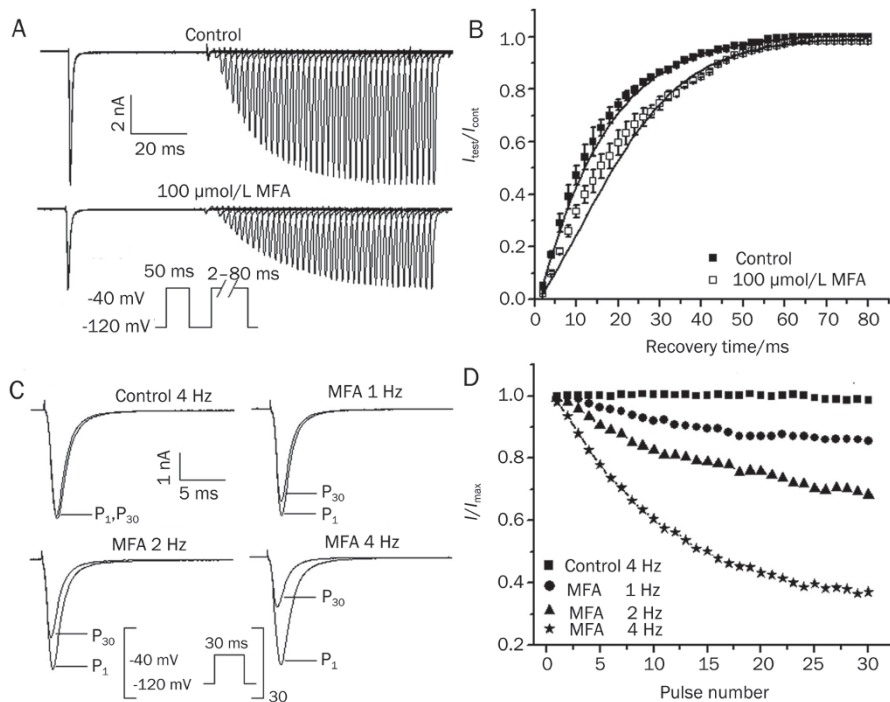 A
Control
2 nA
20 ms
100 μmol/L MFA
50 ms
2–80 ms
-40 mV
-120 mV
B
1.0
0.8
0.6
0.4
0.2
0.0
I_test/I_cont
Control
100 μmol/L MFA
0 10 20 30 40 50 60 70 80
Recovery time/ms
C
Control 4 Hz
MFA 1 Hz
1 nA
5 ms
P₁,P₃₀
P₃₀
P₁
MFA 2 Hz
MFA 4 Hz
P₃₀
P₁
P₃₀
P₁
30 ms
-40 mV
-120 mV
30
D
1.0
0.8
0.6
0.4
0.2
I/I_max
Control 4 Hz
MFA 1 Hz
MFA 2 Hz
MFA 4 Hz
0 5 10 15 20 25 30
Pulse number